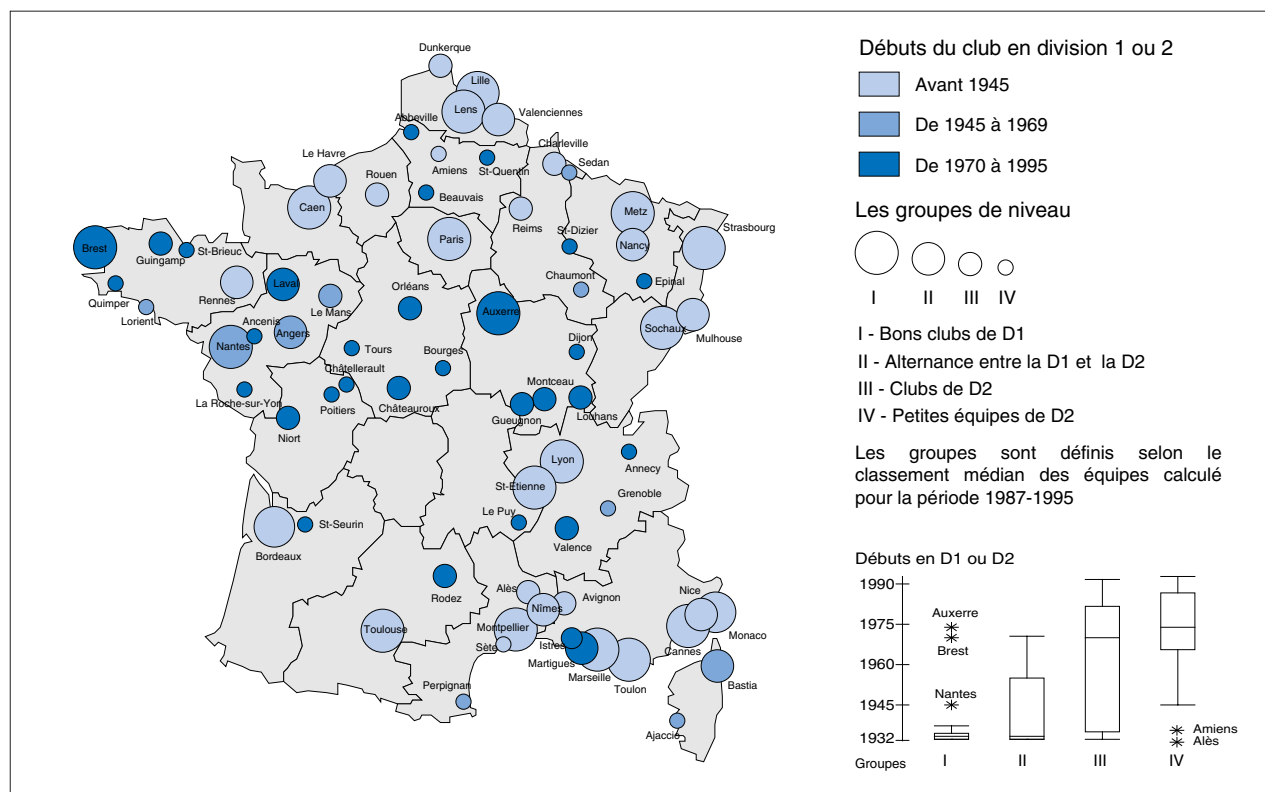 Dunkerque
Lille
Lens
Valenciennes
Abbeville
Charleville
Le Havre
Amiens
St-Quentin
Sedan
Rouen
Beauvais
Caen
Metz
Strasbourg
Paris
Reims
Nancy
St-Dizier
Brest
Guingamp
St-Brieuc
Chaumont
Epinal
Rennes
Laval
Orléans
Quimper
Lorient
Le Mans
Auxerre
Ancenis
Angers
Sochaux
Mulhouse
Nantes
Tours
Bourges
Dijon
Châtellerault
La Roche-sur-Yon
Poitiers
Châteauroux
Montceau
Gueugnon
Louhans
Niort
Lyon
Annecy
St-Etienne
Grenoble
Le Puy
St-Seurin
Valence
Bordeaux
Rodez
Alès
Avignon
Nice
Nîmes
Toulouse
Montpellier
Monaco
Sète
Istres
Cannes
Martigues
Marseille
Toulon
Bastia
Perpignan
Ajaccio
Débuts du club en division 1 ou 2
Avant 1945
De 1945 à 1969
De 1970 à 1995
Les groupes de niveau
I II III IV
I - Bons clubs de D1
II - Alternance entre la D1 et la D2
III - Clubs de D2
IV - Petites équipes de D2
Les groupes sont définis selon le
classement médian des équipes calculé
pour la période 1987-1995
Débuts en D1 ou D2
1990
1975
1960
1945
1932
Auxerre
Brest
Nantes
Amiens
Alès
Groupes I II III IV